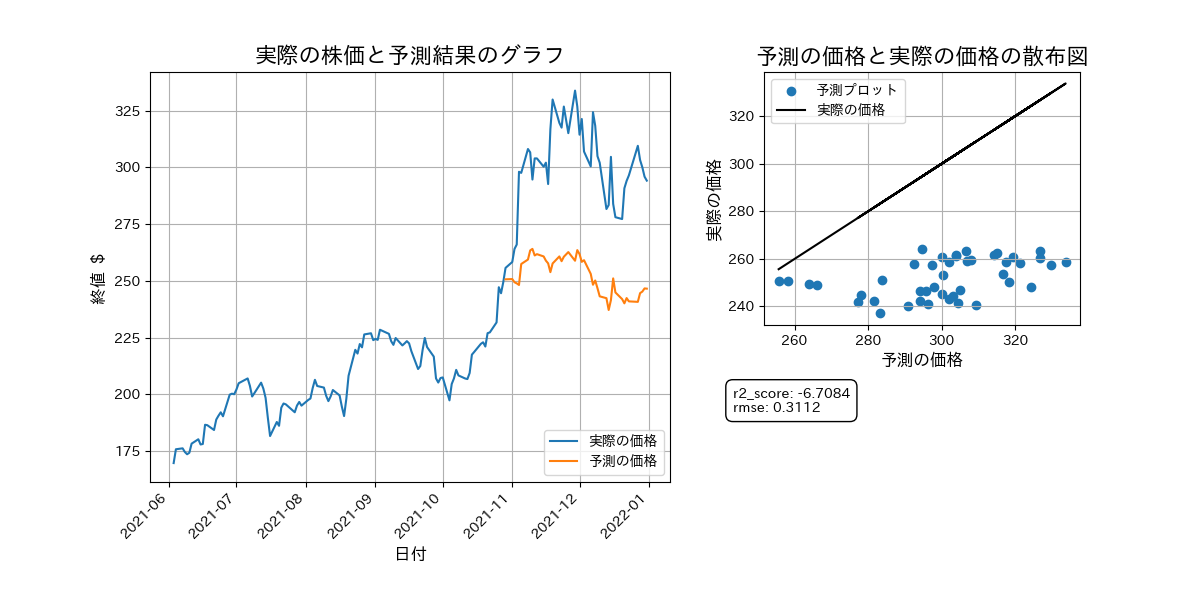 実際の株価と予測結果のグラフ
終値 $
325
300
275
250
225
200
175
2021-06
2021-07
2021-08
2021-09
2021-10
2021-11
2021-12
2022-01
日付
実際の価格
予測の価格
予測の価格と実際の価格の散布図
実際の価格
320
300
280
260
240
260
280
300
320
予測の価格
予測プロット
実際の価格
r2_score: -6.7084
rmse: 0.3112